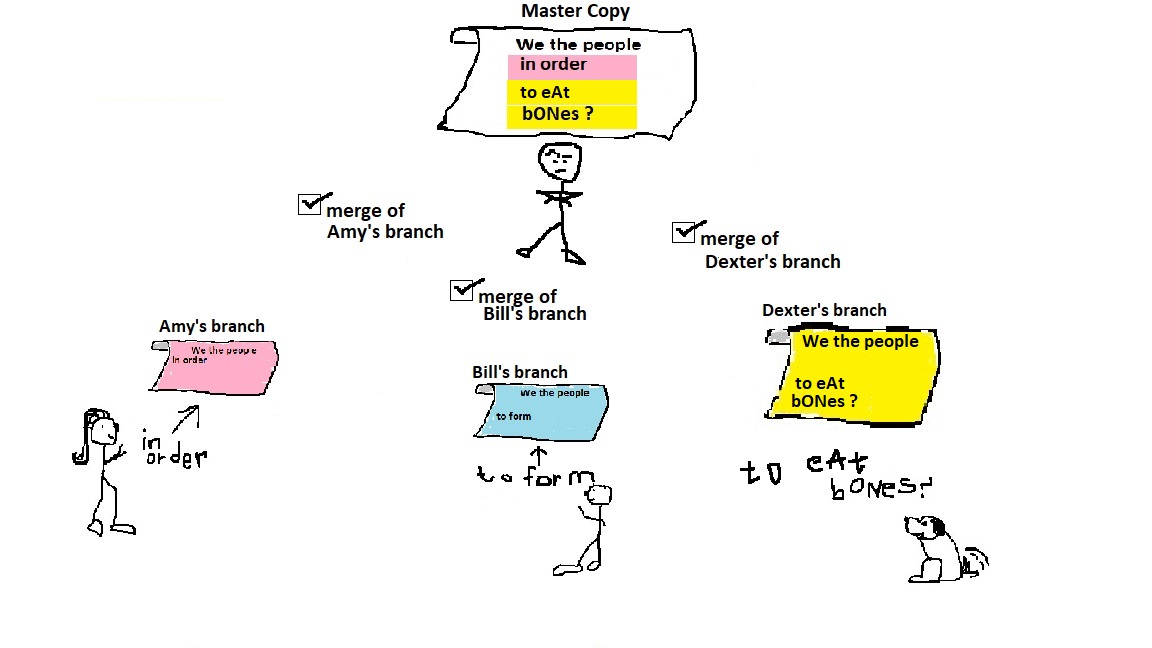 Master Copy
We the people
in order
to eAt
bONes ?
merge of
Amy's branch
merge of
Dexter's branch
merge of
Bill's branch
Amy's branch
We the people
In order
in
order
Bill's branch
We the people
to form
to form
Dexter's branch
We the people
to eAt
bONes ?
to eAt
bONes?